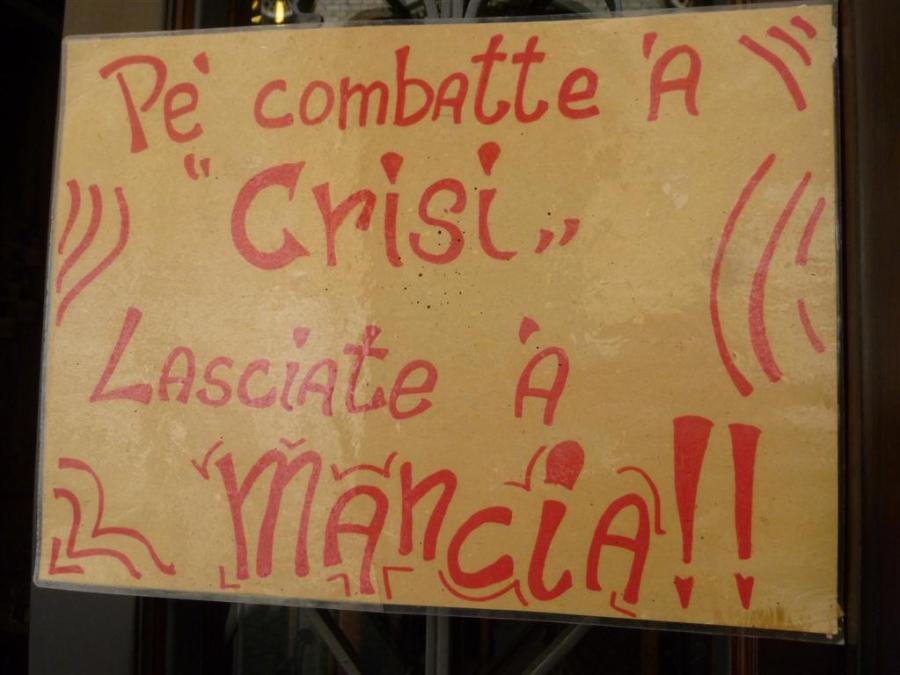 Pe' combatte 'A
"Crisi"
Lasciate 'A
mancia!!